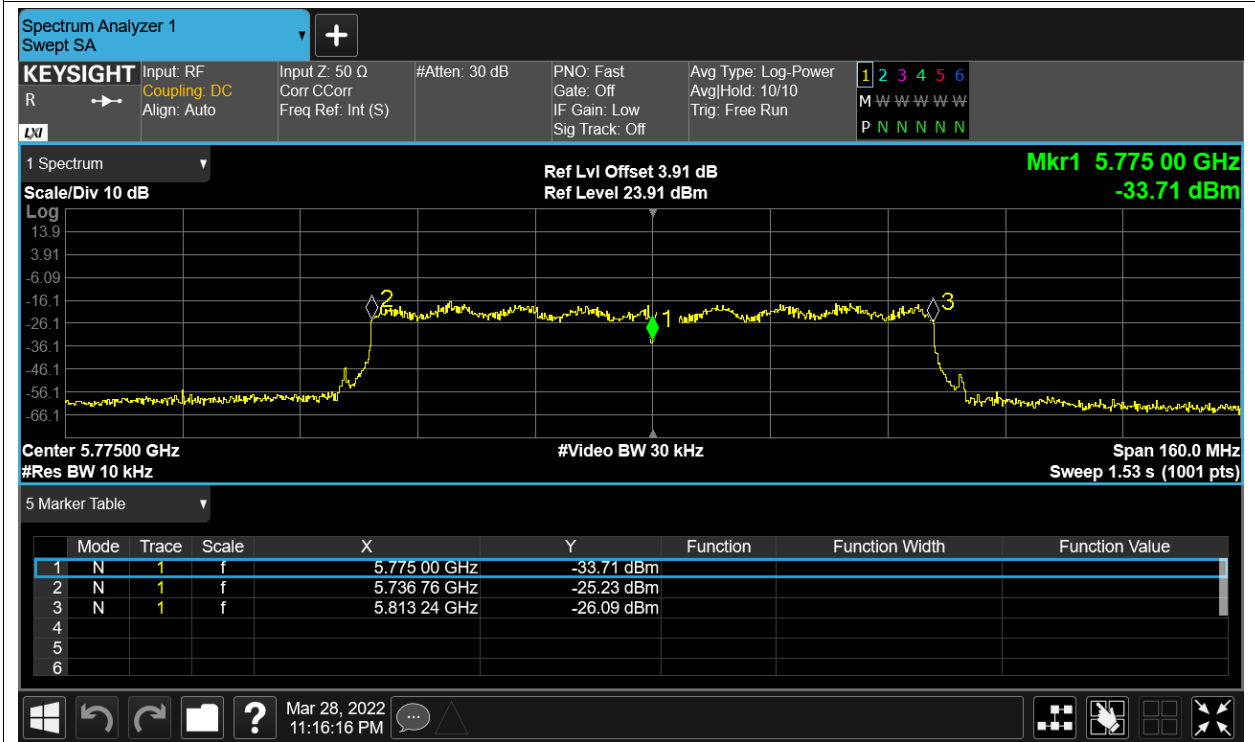 Spectrum Analyzer 1
Swept SA
KEYSIGHT Input: RF Input Z: 50 Ω #Atten: 30 dB PNO: Fast Avg Type: Log-Power 1 2 3 4 5 6
R Coupling: DC Corr CCorr Gate: Off Avg|Hold: 10/10 M W W W W W
Align: Auto Freq Ref: Int (S) IF Gain: Low Trig: Free Run
LXI Sig Track: Off P N N N N N
1 Spectrum Ref Lvl Offset 3.91 dB Mkr1 5.775 00 GHz
Scale/Div 10 dB Ref Level 23.91 dBm -33.71 dBm
Log
13.9
3.91
-6.09
-16.1 2 3
-26.1 1
-36.1
-46.1
-56.1
-66.1
Center 5.77500 GHz #Video BW 30 kHz Span 160.0 MHz
#Res BW 10 kHz Sweep 1.53 s (1001 pts)
5 Marker Table
Mode Trace Scale X Y Function Function Width Function Value
1 N 1 f 5.775 00 GHz -33.71 dBm
2 N 1 f 5.736 76 GHz -25.23 dBm
3 N 1 f 5.813 24 GHz -26.09 dBm
4
5
6
? Mar 28, 2022
11:16:16 PM